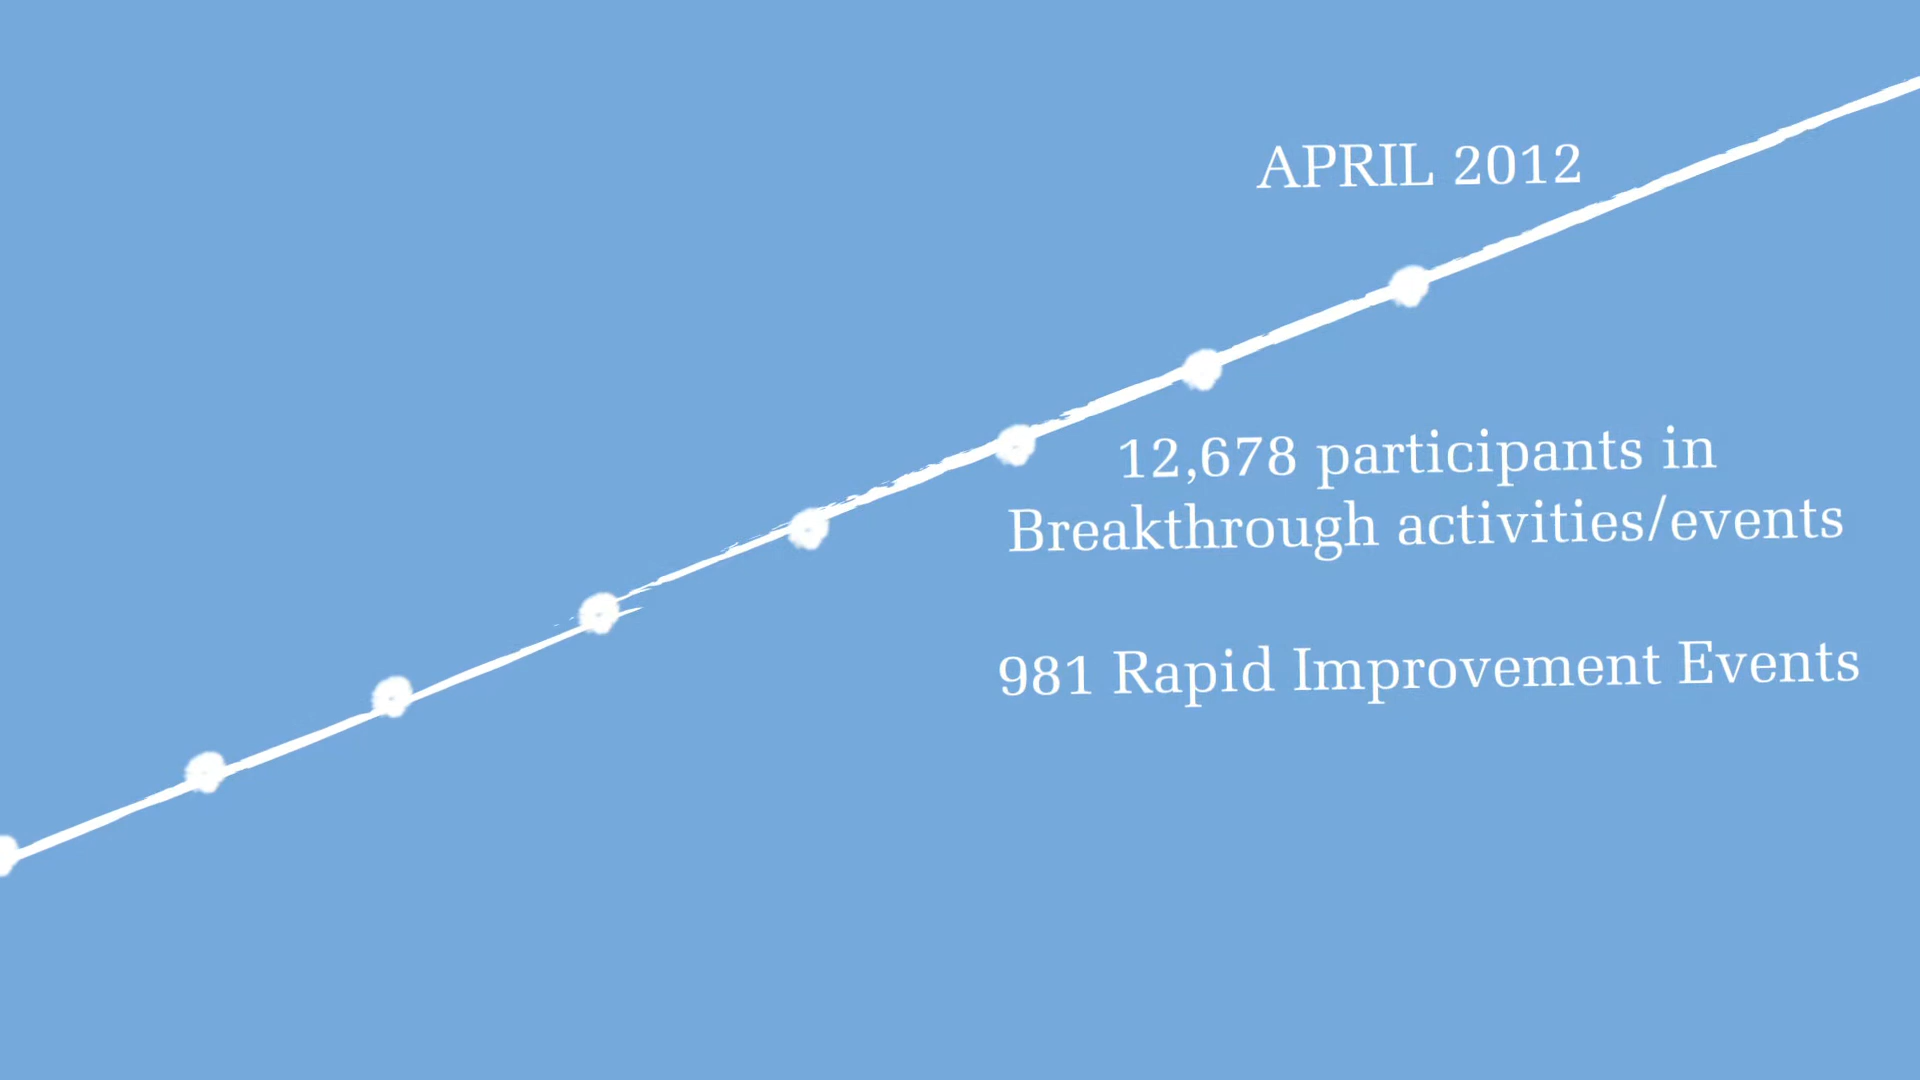 APRIL 2012
12,678 participants in
Breakthrough activities/events
981 Rapid Improvement Events